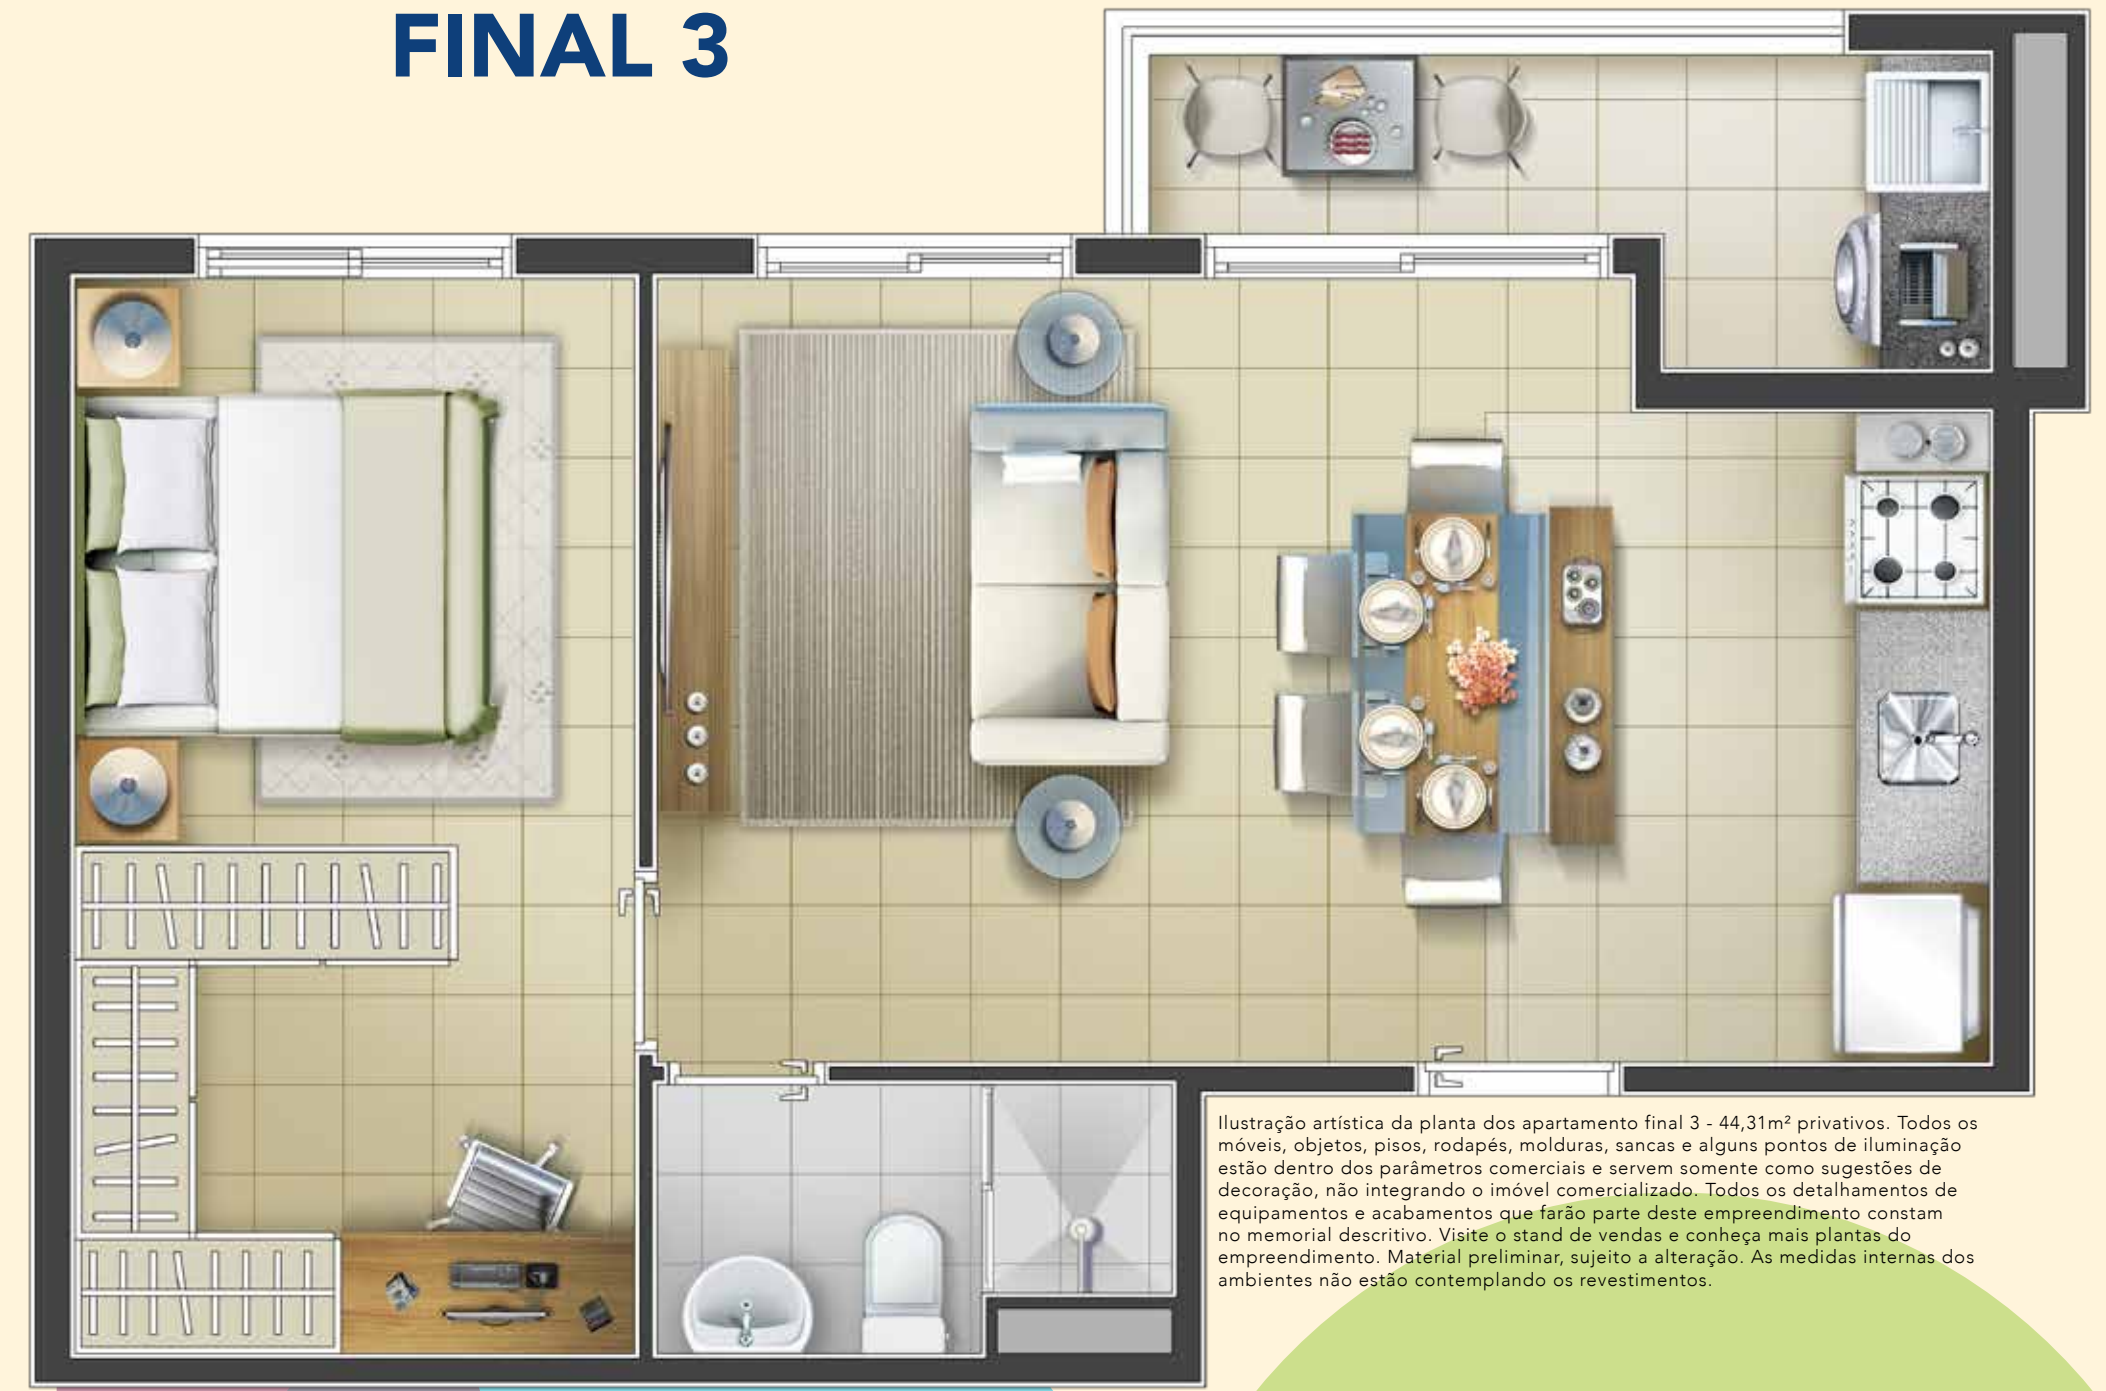 FINAL 3
Ilustração artística da planta dos apartamento final 3 - 44,31m² privativos. Todos os
móveis, objetos, pisos, rodapés, molduras, sancas e alguns pontos de iluminação
estão dentro dos parâmetros comerciais e servem somente como sugestões de
decoração, não integrando o imóvel comercializado. Todos os detalhamentos de
equipamentos e acabamentos que farão parte deste empreendimento constam
no memorial descritivo. Visite o stand de vendas e conheça mais plantas do
empreendimento. Material preliminar, sujeito a alteração. As medidas internas dos
ambientes não estão contemplando os revestimentos.